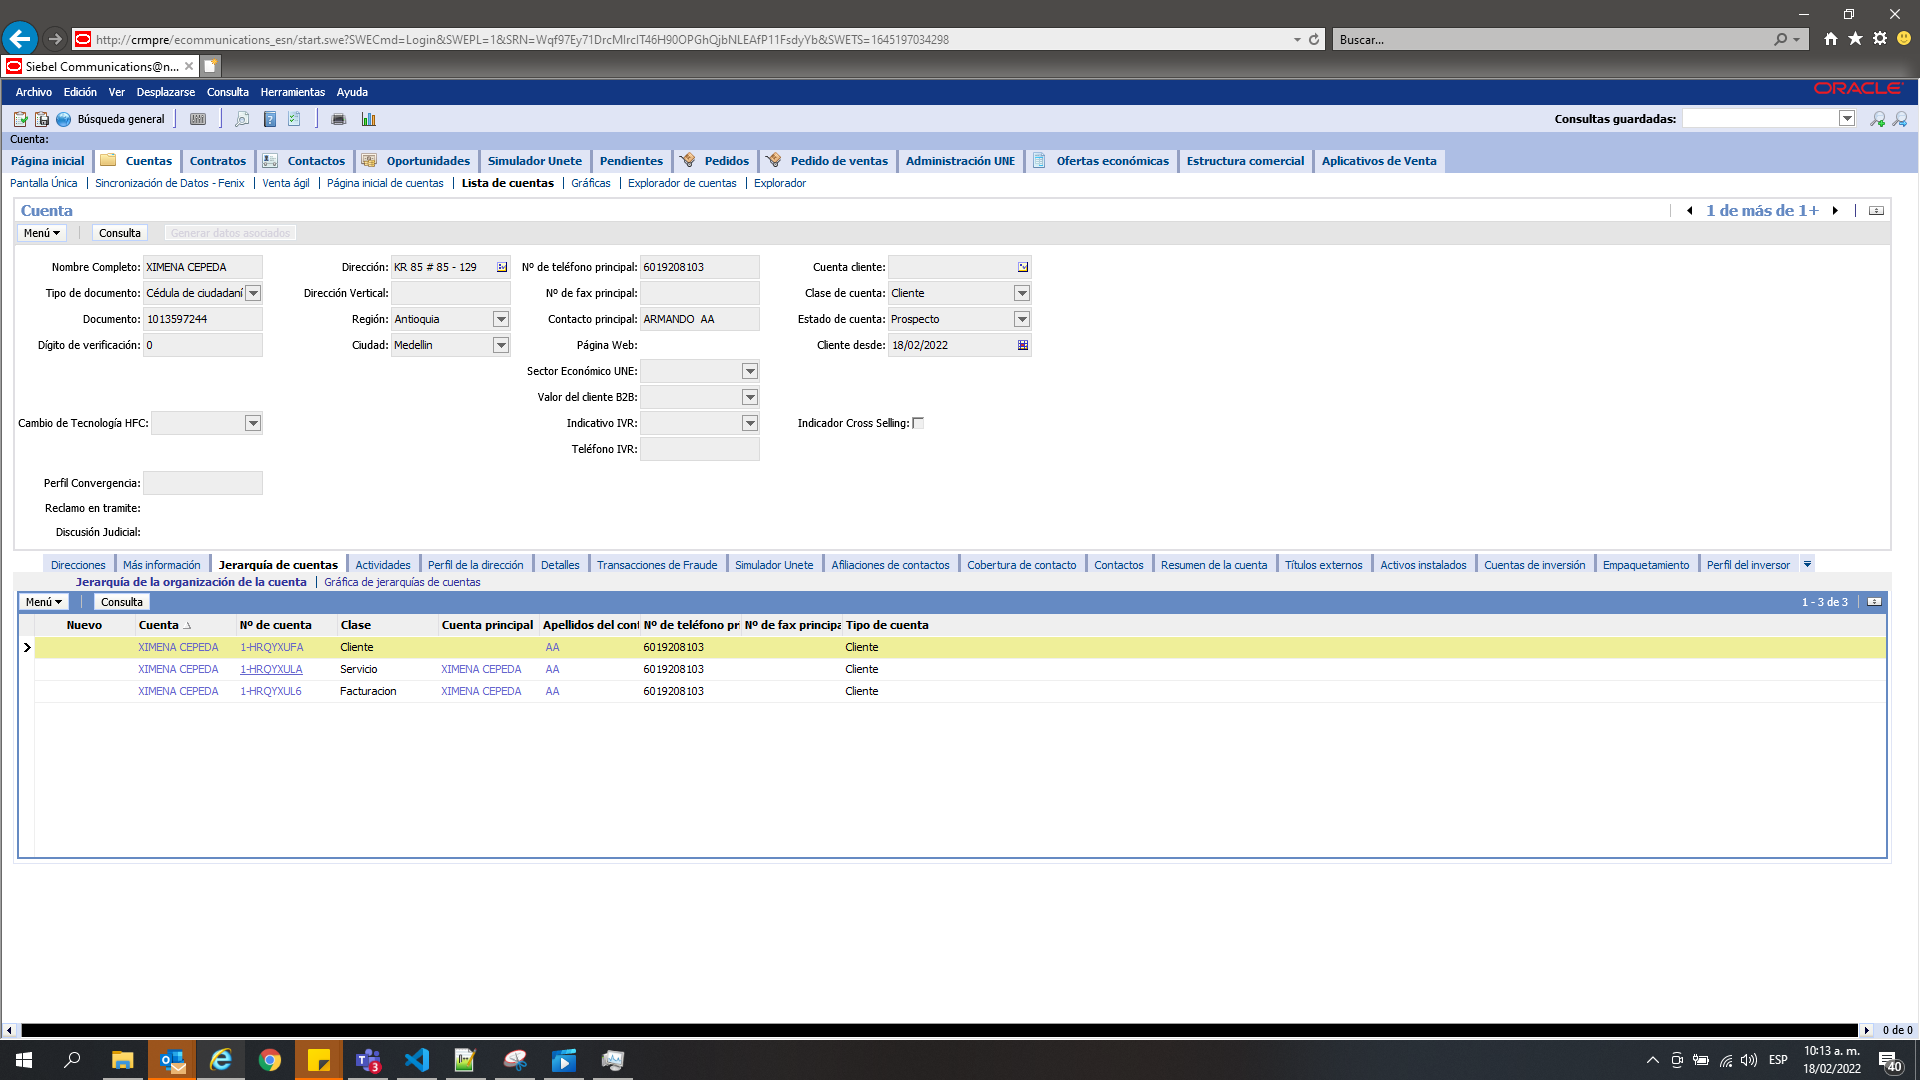 http://crmpre/ecommunications_esn/start.swe?SWECmd=Login&SWEPL=1&SRN=Wqf97Ey71DrcMIrcIT46H90OPGhQjbNLEAfP11FsdyYb&SWETS=1645197034298
Buscar...
Siebel Communications@n...
Archivo Edición Ver Desplazarse Consulta Herramientas Ayuda
ORACLE
Búsqueda general
Consultas guardadas:
Cuenta:
Página inicial Cuentas Contratos Contactos Oportunidades Simulador Unete Pendientes Pedidos Pedido de ventas Administración UNE Ofertas económicas Estructura comercial Aplicativos de Venta
Pantalla Única Sincronización de Datos - Fenix Venta ágil Página inicial de cuentas Lista de cuentas Gráficas Explorador de cuentas Explorador
Cuenta
1 de más de 1+
Menú Consulta Generar datos asociados
Nombre Completo: XIMENA CEPEDA Dirección: KR 85 # 85 - 129 Nº de teléfono principal: 6019208103 Cuenta cliente:
Tipo de documento: Cédula de ciudadaní Dirección Vertical: Nº de fax principal: Clase de cuenta: Cliente
Documento: 1013597244 Región: Antioquia Contacto principal: ARMANDO AA Estado de cuenta: Prospecto
Dígito de verificación: 0 Ciudad: Medellin Página Web: Cliente desde: 18/02/2022
Sector Económico UNE:
Valor del cliente B2B:
Cambio de Tecnología HFC: Indicativo IVR: Indicador Cross Selling:
Teléfono IVR:
Perfil Convergencia:
Reclamo en tramite:
Discusión Judicial:
Direcciones Más información Jerarquía de cuentas Actividades Perfil de la dirección Detalles Transacciones de Fraude Simulador Unete Afiliaciones de contactos Cobertura de contacto Contactos Resumen de la cuenta Títulos externos Activos instalados Cuentas de inversión Empaquetamiento Perfil del inversor
Jerarquía de la organización de la cuenta Gráfica de jerarquías de cuentas
Menú Consulta 1 - 3 de 3
Nuevo Cuenta Nº de cuenta Clase Cuenta principal Apellidos del cont Nº de teléfono pr Nº de fax principa Tipo de cuenta
XIMENA CEPEDA 1-HRQYXUFA Cliente AA 6019208103 Cliente
XIMENA CEPEDA 1-HRQYXULA Servicio XIMENA CEPEDA AA 6019208103 Cliente
XIMENA CEPEDA 1-HRQYXUL6 Facturacion XIMENA CEPEDA AA 6019208103 Cliente
0 de 0
3
ESP
10:13 a. m.
18/02/2022
40